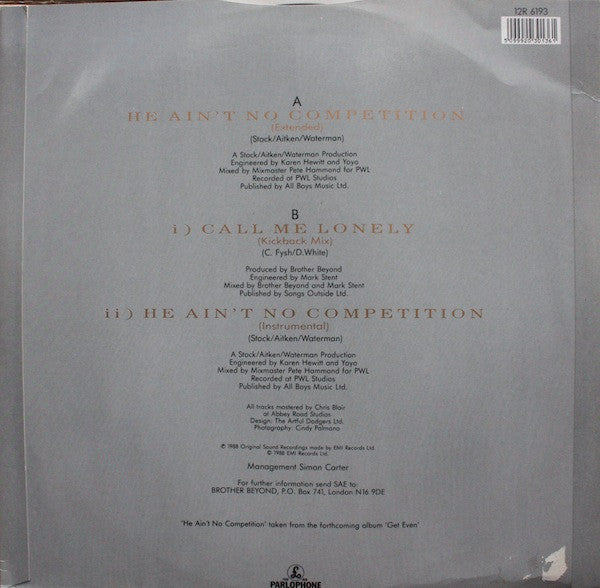 12R 6193
5 099920 301361
A
HE AIN'T NO COMPETITION
(Extended)
(Stock/Aitken/Waterman)
A Stock/Aitken/Waterman Production
Engineered by Karen Hewitt and Yoyo
Mixed by Mixmaster Pete Hammond for PWL
Recorded at PWL Studios
Published by All Boys Music Ltd.
B
i) CALL ME LONELY
(Kickback Mix)
(C. Fysh/D.White)
Produced by Brother Beyond
Engineered by Mark Stent
Mixed by Brother Beyond and Mark Stent
Published by Songs Outside Ltd.
ii) HE AIN'T NO COMPETITION
(Instrumental)
(Stock/Aitken/Waterman)
A Stock/Aitken/Waterman Production
Engineered by Karen Hewitt and Yoyo
Mixed by Mixmaster Pete Hammond for PWL
Recorded at PWL Studios
Published by All Boys Music Ltd.
All tracks mastered by Chris Blair
at Abbey Road Studios
Design: The Artful Dodgers Ltd.
Photography: Cindy Palmano
℗ 1988 Original Sound Recordings made by EMI Records Ltd.
© 1988 EMI Records Ltd.
Management Simon Carter
For further information send SAE to:
BROTHER BEYOND, P.O. Box 741, London N16 9DE
'He Ain't No Competition' taken from the forthcoming album 'Get Even'
PARLOPHONE